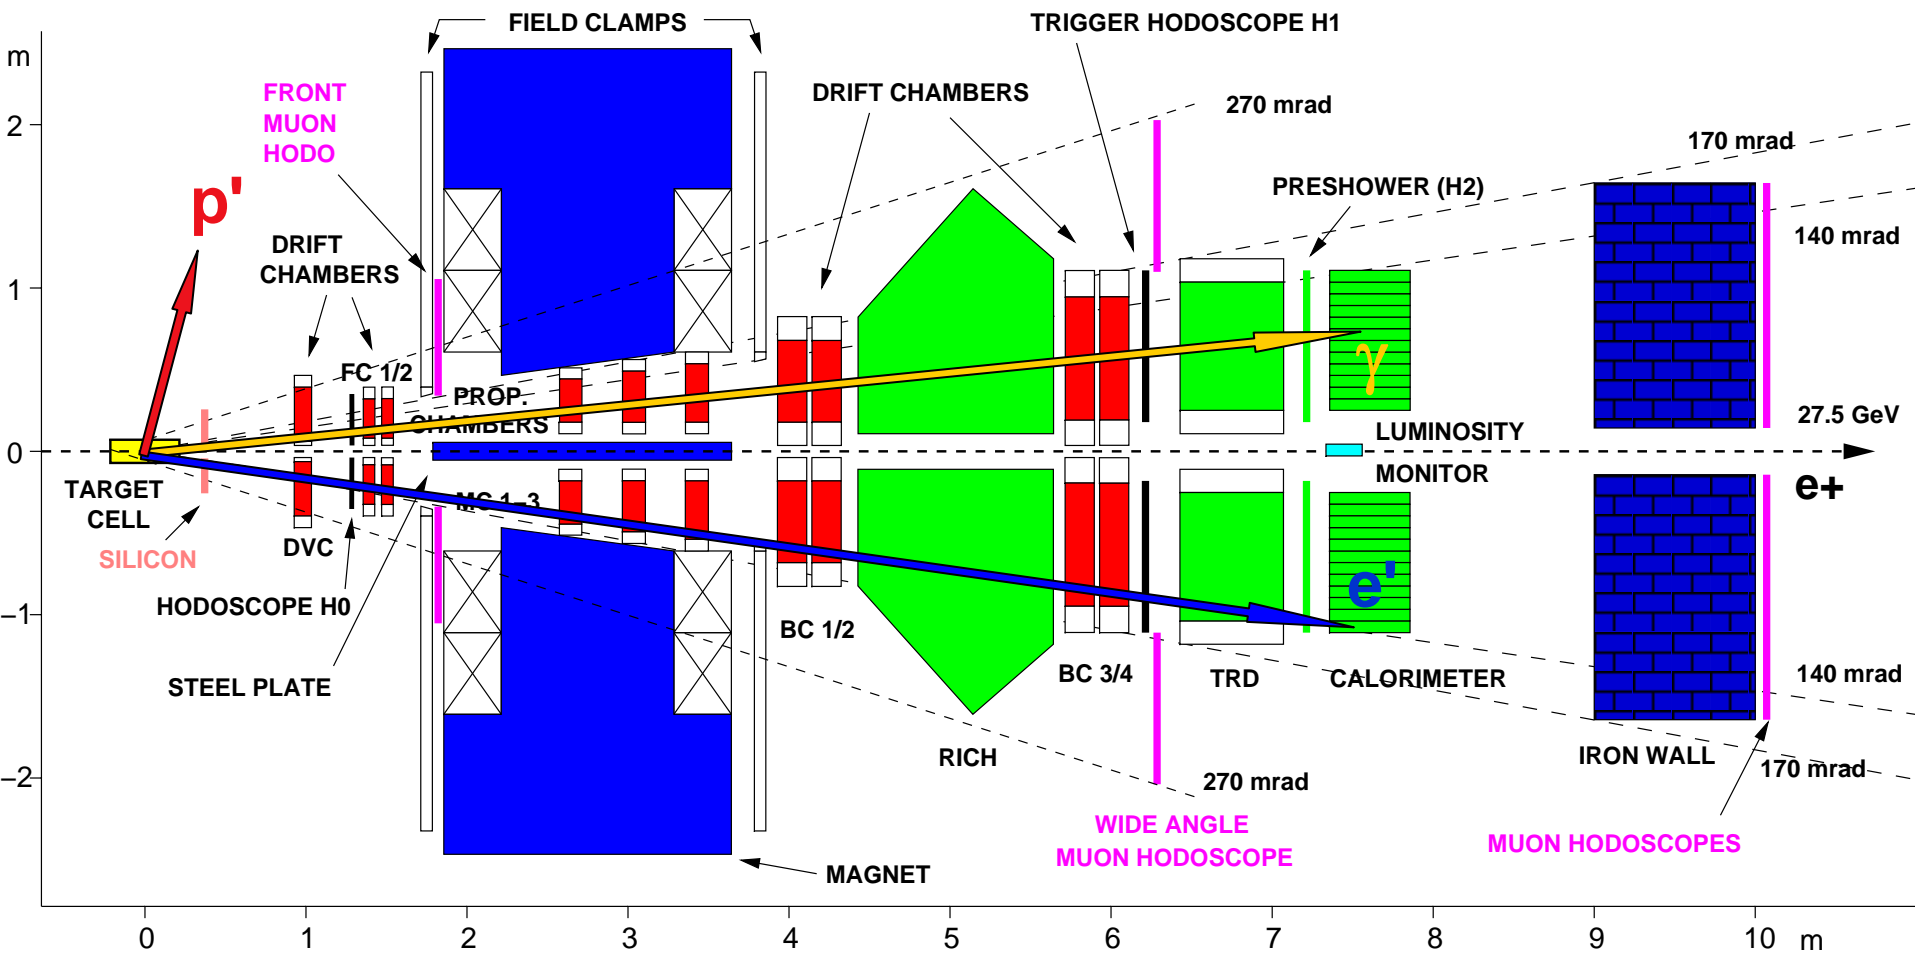 FIELD CLAMPS
TRIGGER HODOSCOPE H1
m
FRONT
MUON
HODO
DRIFT CHAMBERS
270 mrad
2
170 mrad
p'
PRESHOWER (H2)
DRIFT
CHAMBERS
140 mrad
1
FC 1/2
γ
PROP.
CHAMBERS
27.5 GeV
LUMINOSITY
MONITOR
0
e+
TARGET
CELL
MC 1–3
SILICON
DVC
e'
HODOSCOPE H0
–1
BC 1/2
BC 3/4
TRD
CALORIMETER
140 mrad
STEEL PLATE
RICH
IRON WALL
170 mrad
–2
270 mrad
WIDE ANGLE
MUON HODOSCOPE
MUON HODOSCOPES
MAGNET
0 1 2 3 4 5 6 7 8 9 10 m